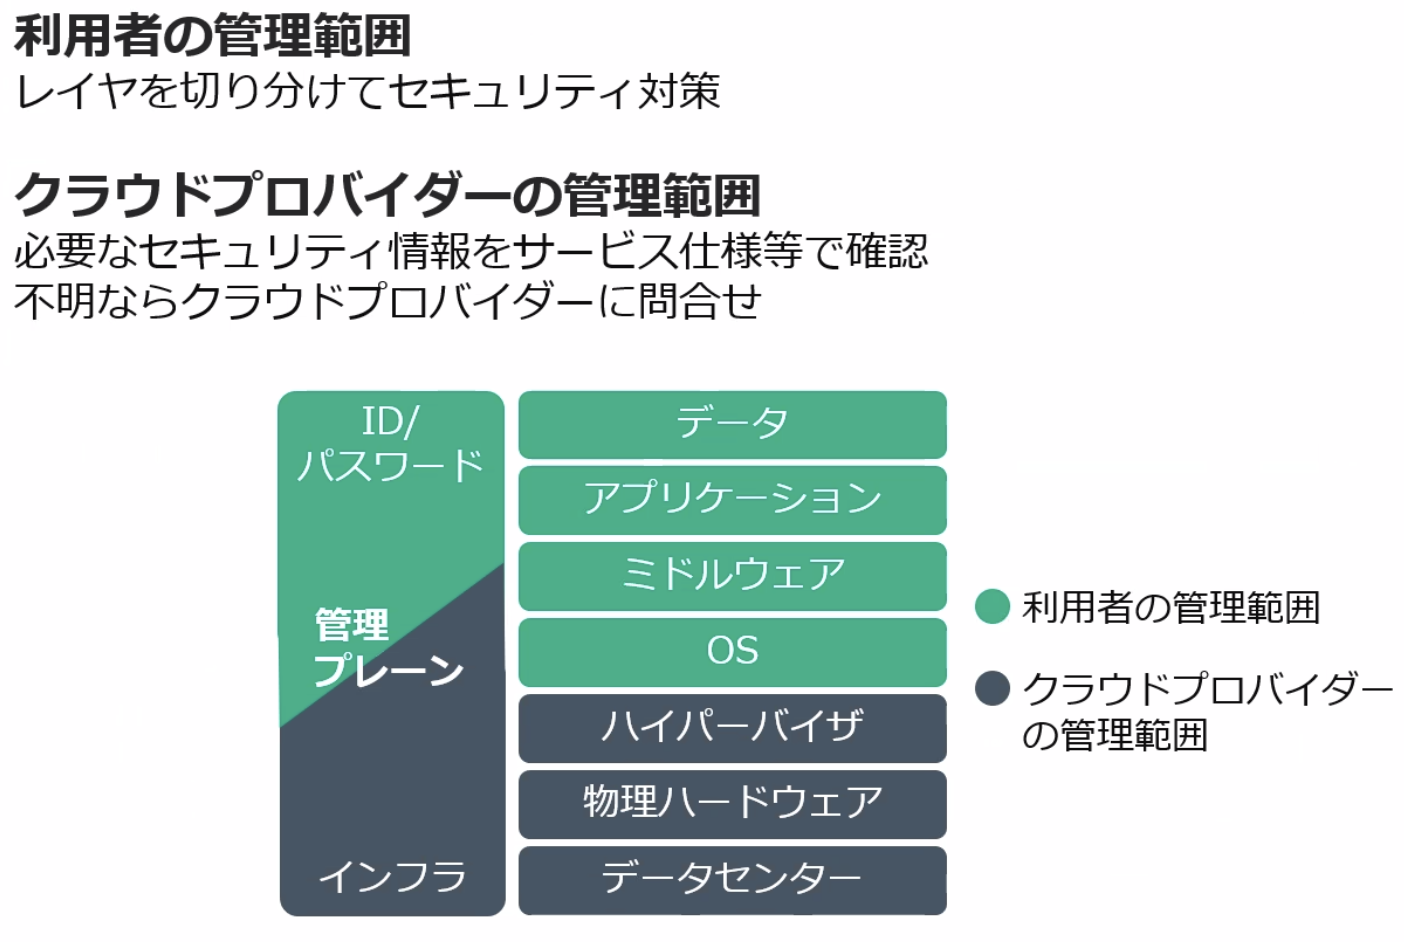 利用者の管理範囲
レイヤを切り分けてセキュリティ対策
クラウドプロバイダーの管理範囲
必要なセキュリティ情報をサービス仕様等で確認
不明ならクラウドプロバイダーに問合せ
ID/
パスワード
管理
プレーン
インフラ
データ
アプリケーション
ミドルウェア
OS
ハイパーバイザ
物理ハードウェア
データセンター
利用者の管理範囲
クラウドプロバイダー
の管理範囲